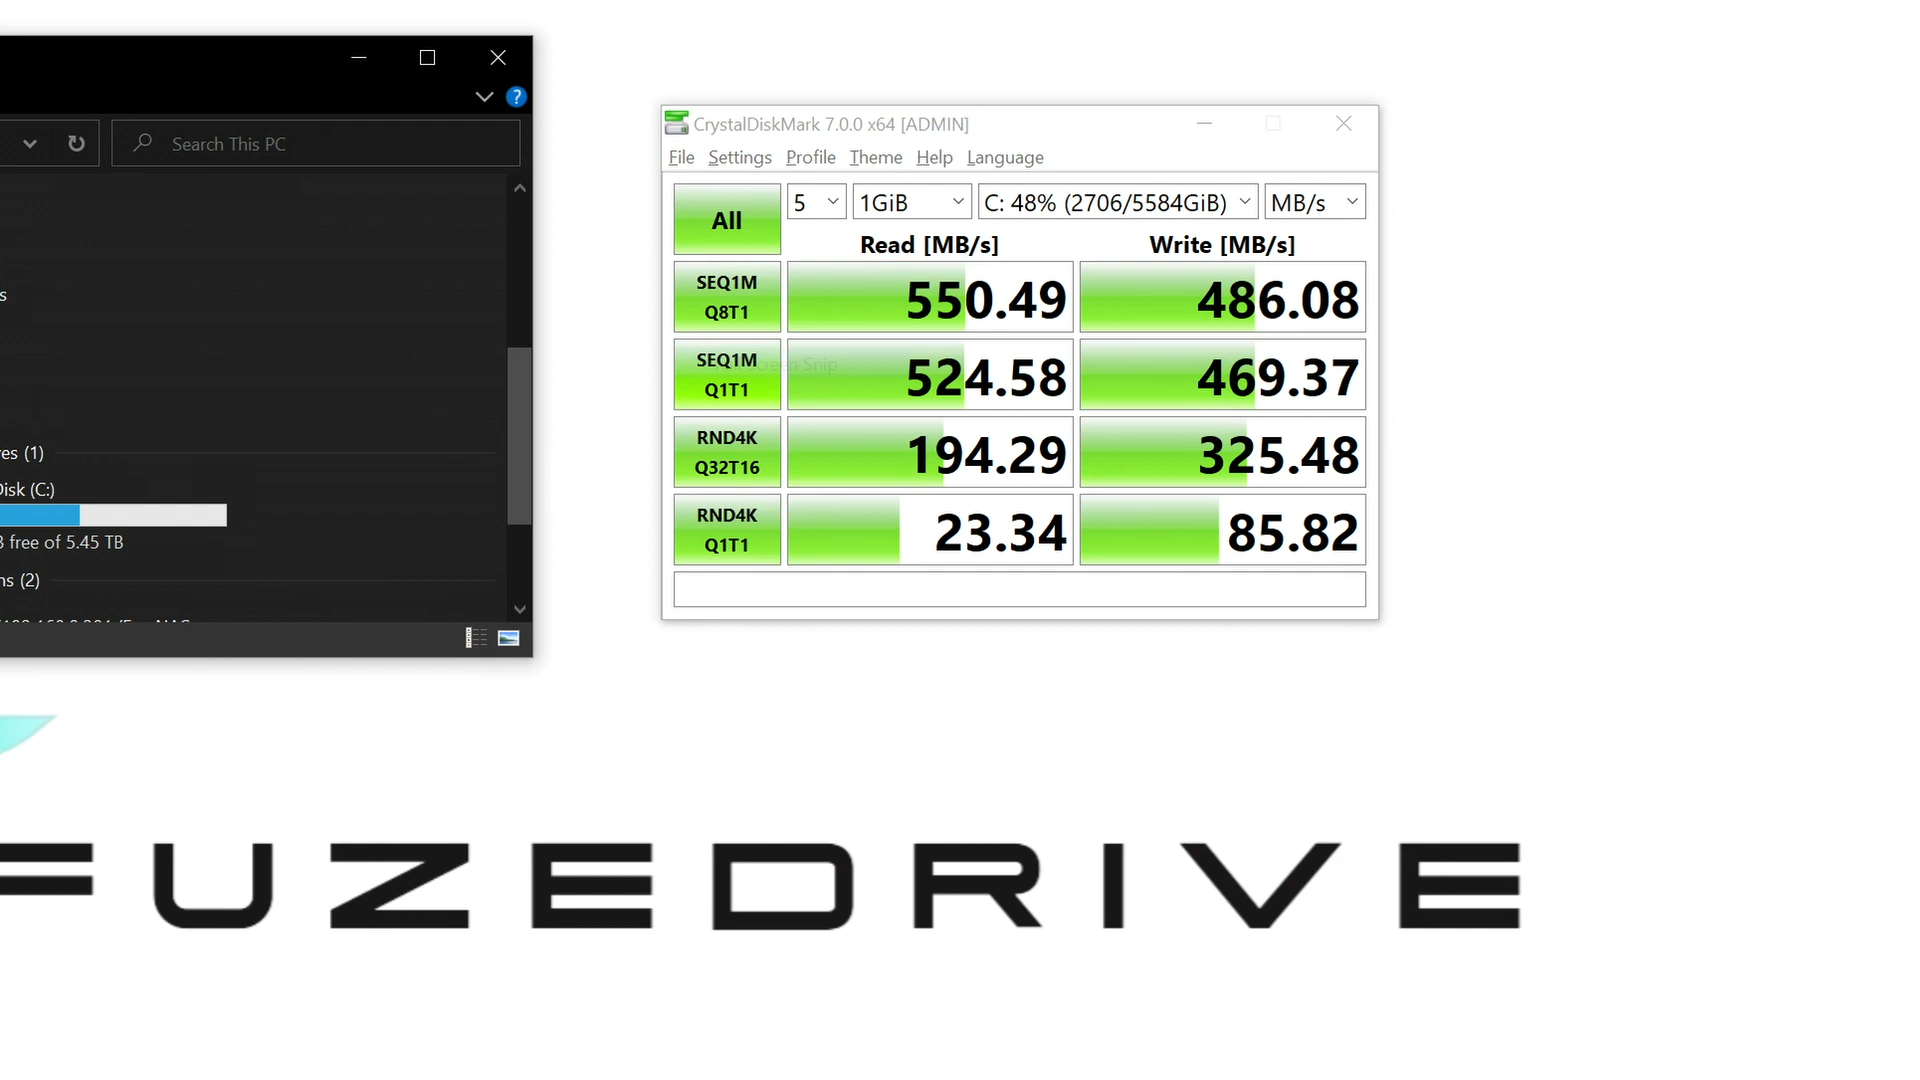 ?
Search This PC
s
es (1)
Disk (C:)
free of 5.45 TB
ns (2)
CrystalDiskMark 7.0.0 x64 [ADMIN]
File Settings Profile Theme Help Language
All 5 1GiB C: 48% (2706/5584GiB) MB/s
Read [MB/s] Write [MB/s]
SEQ1M
Q8T1 550.49 486.08
SEQ1M
Q1T1 524.58 469.37
Screen Snip
RND4K
Q32T16 194.29 325.48
RND4K
Q1T1 23.34 85.82
FUZEDRIVE